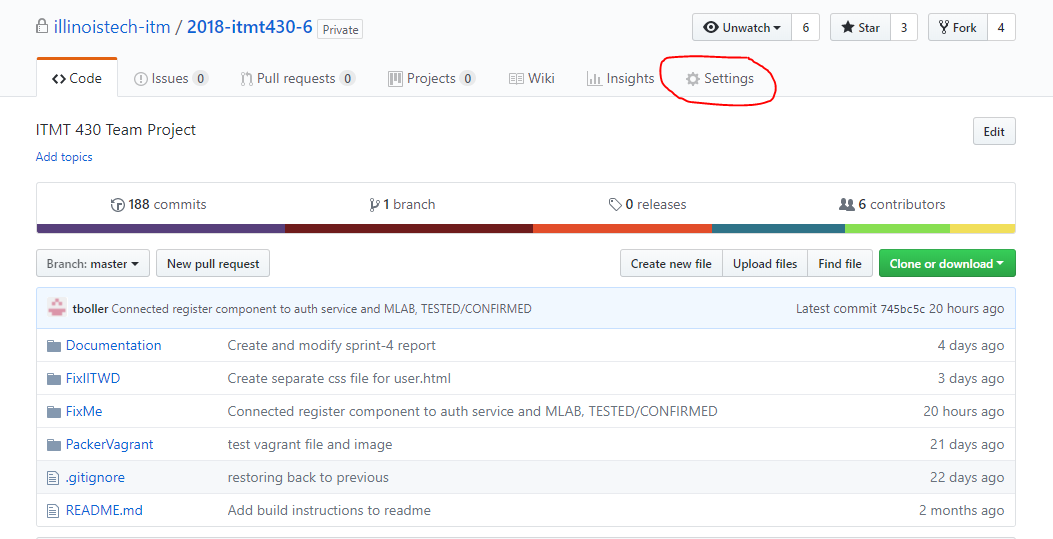 illinoistech-itm / 2018-itmt430-6 Private Unwatch 6 Star 3 Fork 4
Code Issues 0 Pull requests 0 Projects 0 Wiki Insights Settings
ITMT 430 Team Project Edit
Add topics
188 commits 1 branch 0 releases 6 contributors
Branch: master New pull request Create new file Upload files Find file Clone or download
tboller Connected register component to auth service and MLAB, TESTED/CONFIRMED Latest commit 745bc5c 20 hours ago
Documentation Create and modify sprint-4 report 4 days ago
FixIITWD Create separate css file for user.html 3 days ago
FixMe Connected register component to auth service and MLAB, TESTED/CONFIRMED 20 hours ago
PackerVagrant test vagrant file and image 21 days ago
.gitignore restoring back to previous 22 days ago
README.md Add build instructions to readme 2 months ago